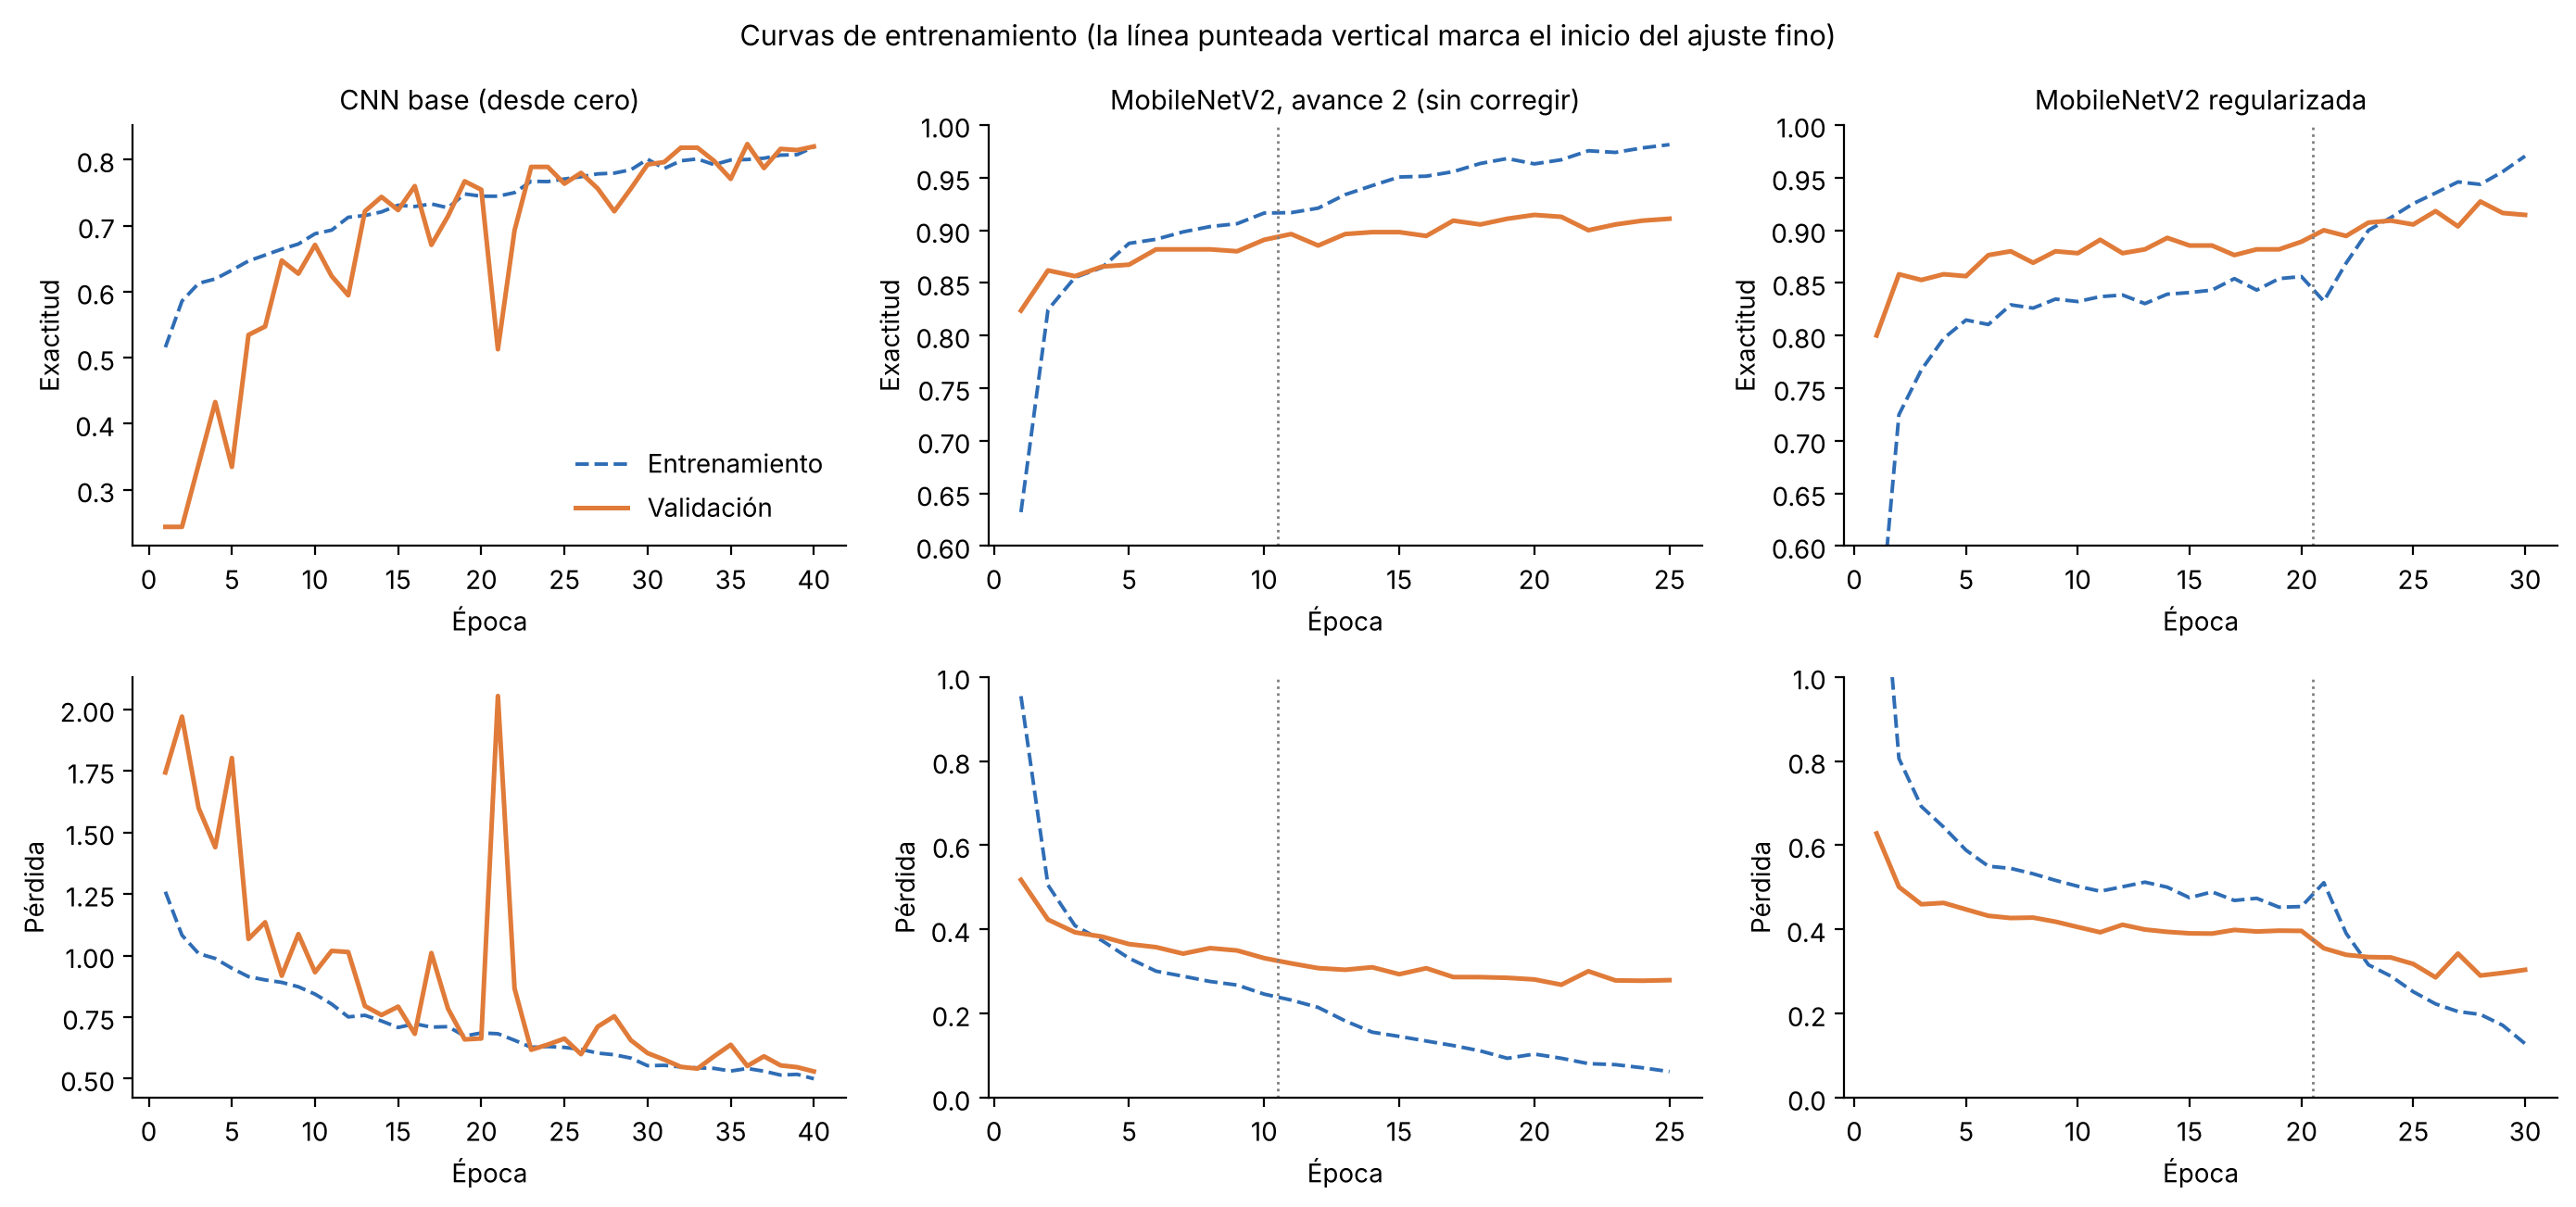 Curvas de entrenamiento (la línea punteada vertical marca el inicio del ajuste fino)
CNN base (desde cero)
Exactitud
0.8
0.7
0.6
0.5
0.4
0.3
Entrenamiento
Validación
0 5 10 15 20 25 30 35 40
Época
MobileNetV2, avance 2 (sin corregir)
Exactitud
1.00
0.95
0.90
0.85
0.80
0.75
0.70
0.65
0.60
0 5 10 15 20 25
Época
MobileNetV2 regularizada
Exactitud
1.00
0.95
0.90
0.85
0.80
0.75
0.70
0.65
0.60
0 5 10 15 20 25 30
Época
Pérdida
2.00
1.75
1.50
1.25
1.00
0.75
0.50
0 5 10 15 20 25 30 35 40
Época
Pérdida
1.0
0.8
0.6
0.4
0.2
0.0
0 5 10 15 20 25
Época
Pérdida
1.0
0.8
0.6
0.4
0.2
0.0
0 5 10 15 20 25 30
Época